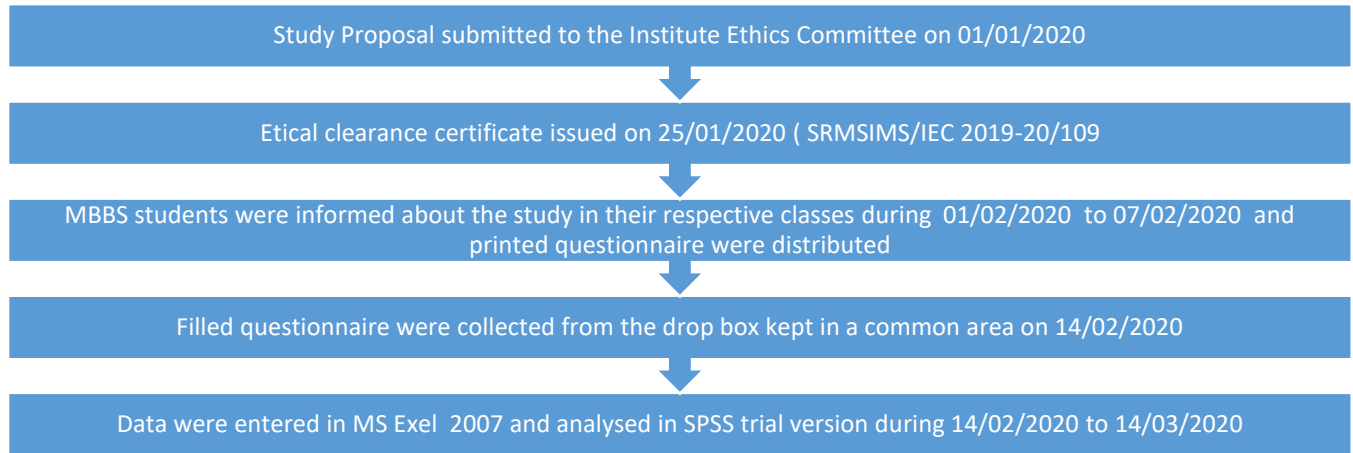 Study Proposal submitted to the Institute Ethics Committee on 01/01/2020
Etical clearance certificate issued on 25/01/2020 ( SRMSIMS/IEC 2019-20/109
MBBS students were informed about the study in their respective classes during 01/02/2020 to 07/02/2020 and
printed questionnaire were distributed
Filled questionnaire were collected from the drop box kept in a common area on 14/02/2020
Data were entered in MS Exel 2007 and analysed in SPSS trial version during 14/02/2020 to 14/03/2020